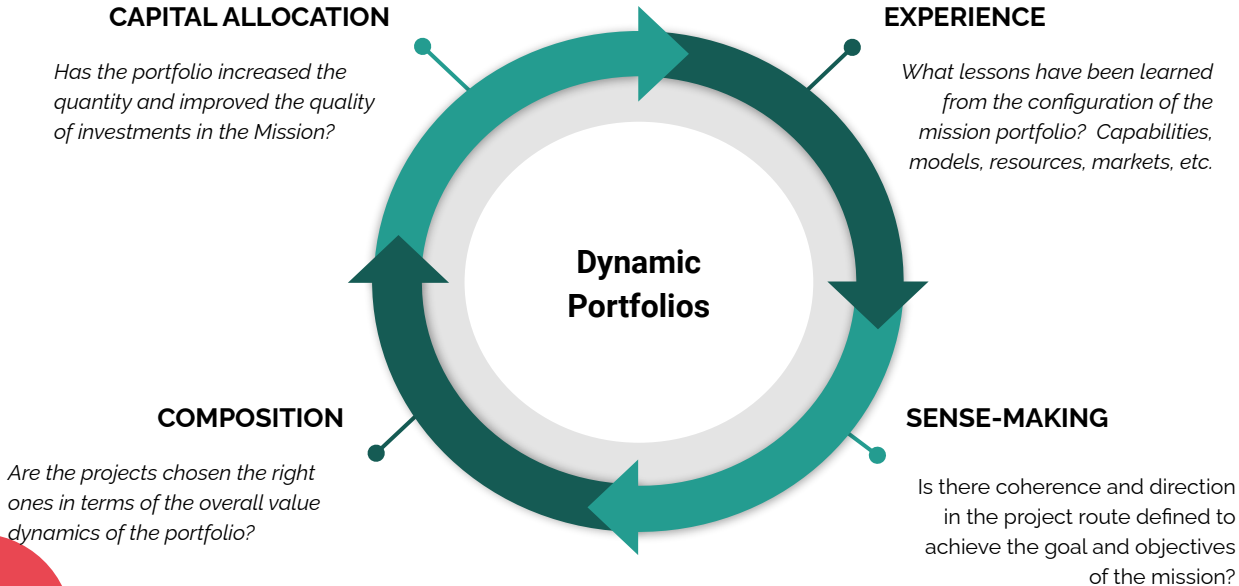 CAPITAL ALLOCATION
Has the portfolio increased the
quantity and improved the quality
of investments in the Mission?
EXPERIENCE
What lessons have been learned
from the configuration of the
mission portfolio? Capabilities,
models, resources, markets, etc.
Dynamic
Portfolios
COMPOSITION
Are the projects chosen the right
ones in terms of the overall value
dynamics of the portfolio?
SENSE-MAKING
Is there coherence and direction
in the project route defined to
achieve the goal and objectives
of the mission?